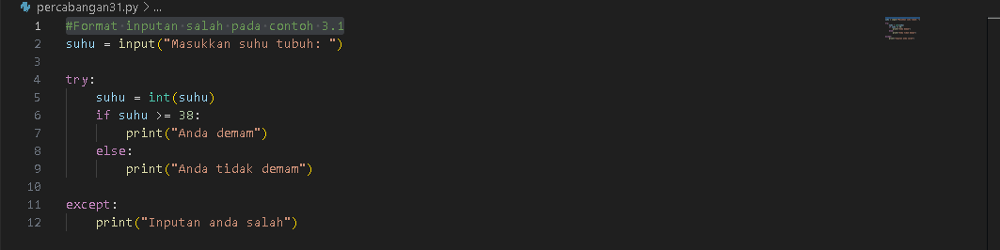 percabangan31.py > ...
1 #Format inputan salah pada contoh 3.1
2 suhu = input("Masukkan suhu tubuh: ")
3
4 try:
5     suhu = int(suhu)
6     if suhu >= 38:
7         print("Anda demam")
8     else:
9         print("Anda tidak demam")
10
11 except:
12     print("Inputan anda salah")